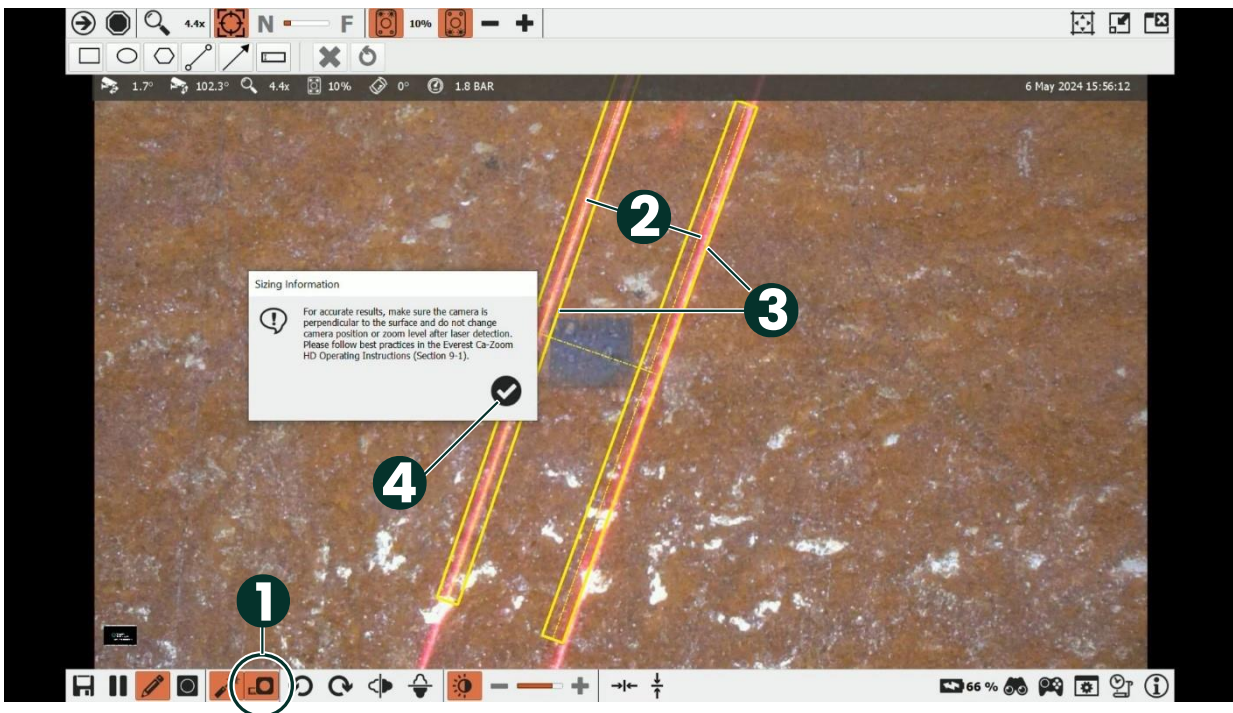 4.4x N F 10%
1.7° 102.3° 4.4x 10% 0° 1.8 BAR 6 May 2024 15:56:12
2
3
Sizing Information
For accurate results, make sure the camera is
perpendicular to the surface and do not change
camera position or zoom level after laser detection.
Please follow best practices in the Everest Ca-Zoom
HD Operating Instructions (Section 9-1).
4
1
66 %